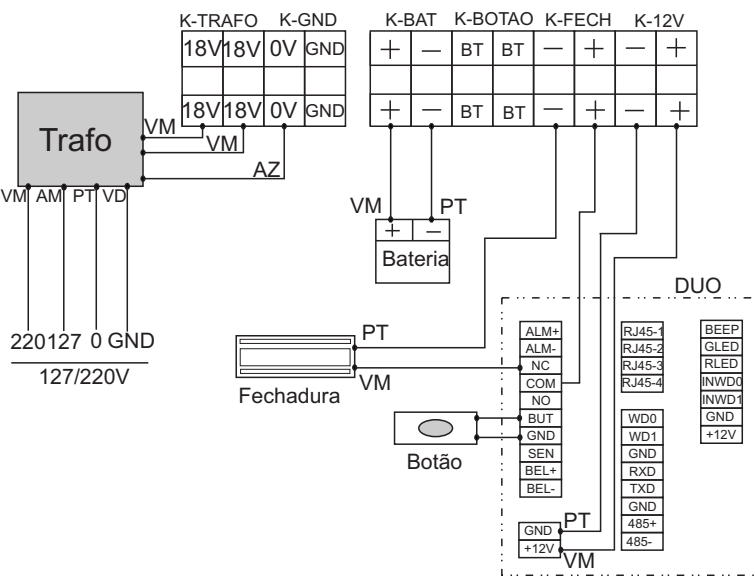 K-TRAFO K-GND K-BAT K-BOTAO K-FECH K-12V
18V 18V 0V GND + − BT BT − + − +
18V 18V 0V GND + − BT BT − + − +
Trafo
VM
VM
AZ
VM AM PT VD
VM PT
+ −
Bateria
220 127 0 GND
127/220V
DUO
PT
VM
Fechadura
Botão
ALM+
ALM-
NC
COM
NO
BUT
GND
SEN
BEL+
BEL-
GND PT
+12V VM
RJ45-1
RJ45-2
RJ45-3
RJ45-4
WD0
WD1
GND
RXD
TXD
GND
485+
485-
BEEP
GLED
RLED
INWD0
INWD1
GND
+12V